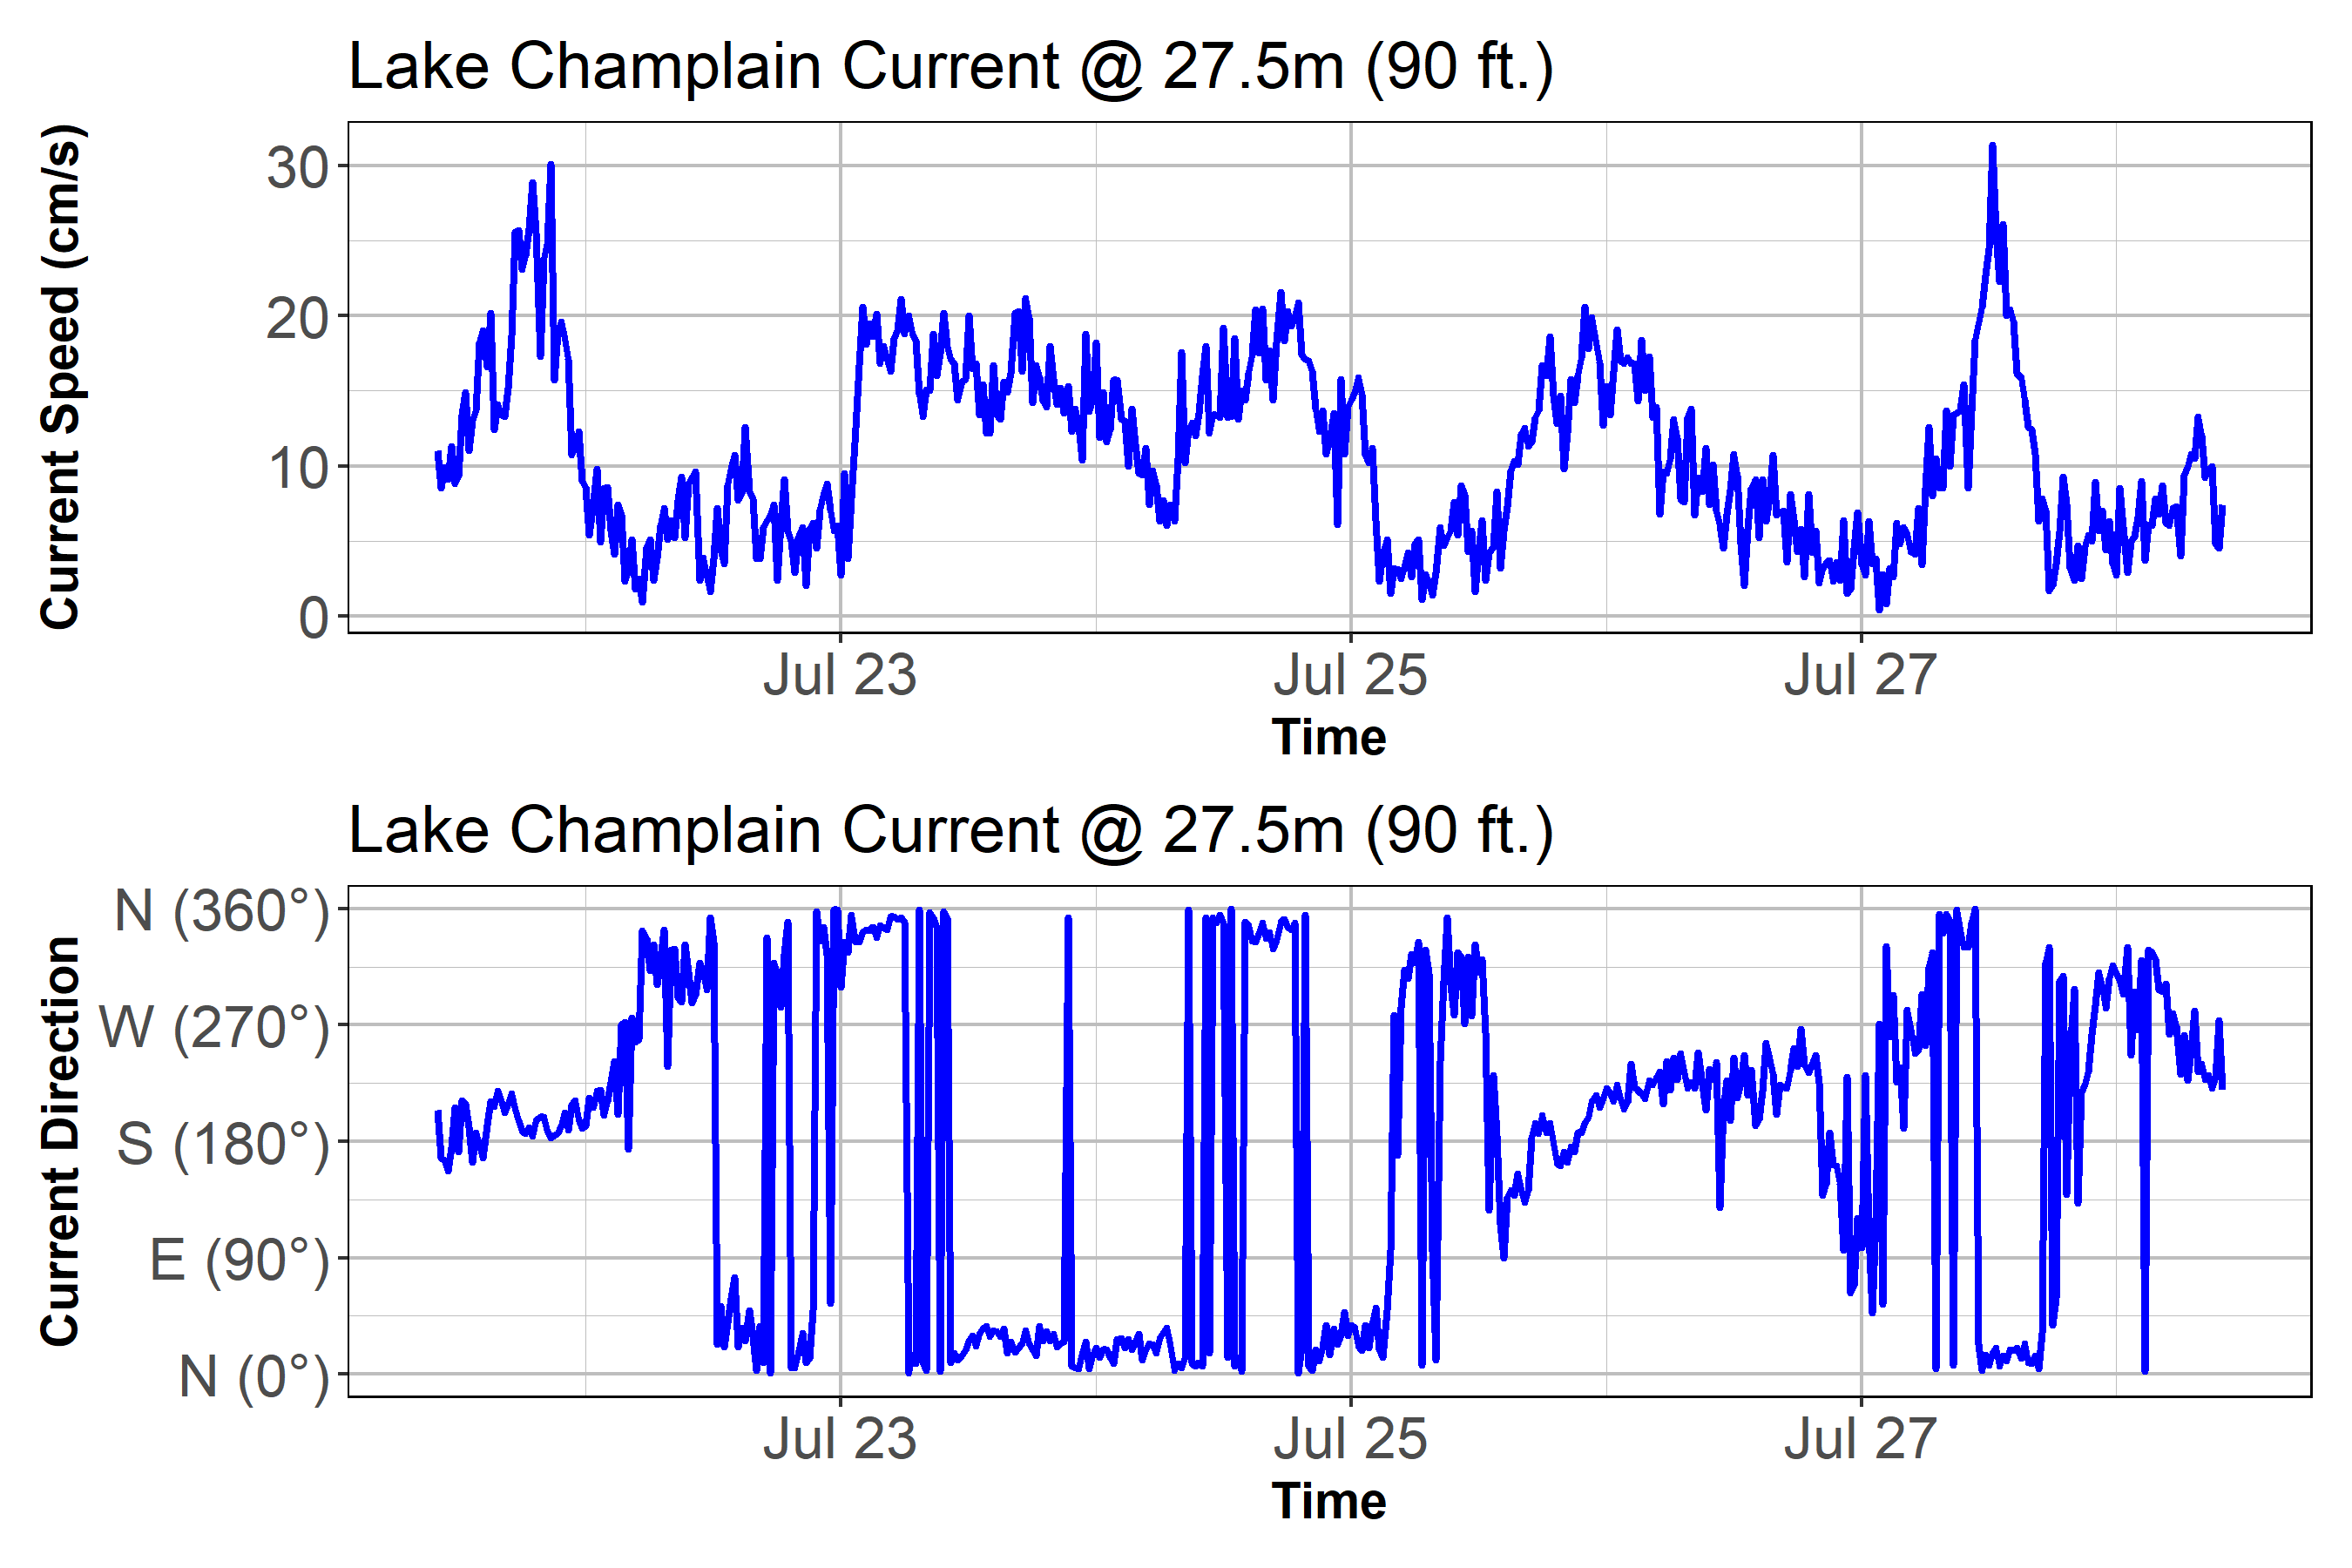 Lake Champlain Current @ 27.5m (90 ft.)
Current Speed (cm/s)
30
20
10
0
Jul 23 Jul 25 Jul 27
Time
Lake Champlain Current @ 27.5m (90 ft.)
Current Direction
N (360°)
W (270°)
S (180°)
E (90°)
N (0°)
Jul 23 Jul 25 Jul 27
Time